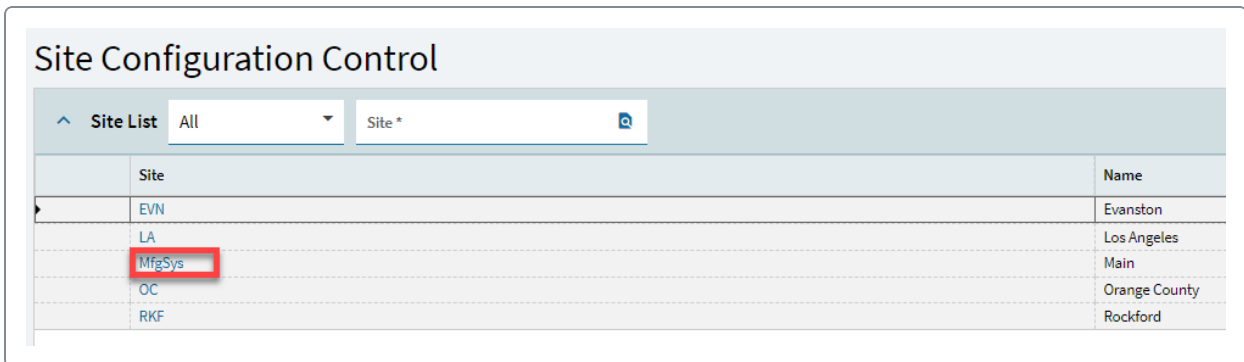 Site Configuration Control
Site List All Site *
Site Name
EVN Evanston
LA Los Angeles
MfgSys Main
OC Orange County
RKF Rockford